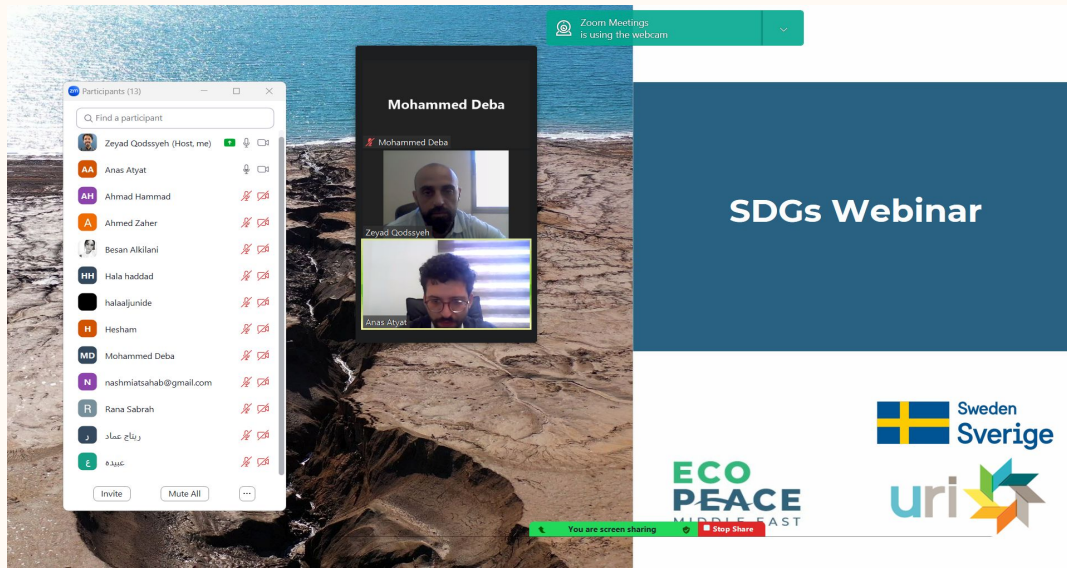 Zoom Meetings
is using the webcam
zm Participants (13)
Find a participant
Zeyad Qodssyeh (Host, me)
AA Anas Atyat
AH Ahmad Hammad
A Ahmed Zaher
Besan Alkilani
HH Hala haddad
halaaljunide
H Hesham
MD Mohammed Deba
N nashmiatsahab@gmail.com
R Rana Sabrah
ر ريتاج عماد
ع عبيده
Invite Mute All ...
Mohammed Deba
Mohammed Deba
Zeyad Qodssyeh
Anas Atyat
SDGs Webinar
Sweden
Sverige
ECO
PEACE
MIDDLE EAST
uri
You are screen sharing Stop Share